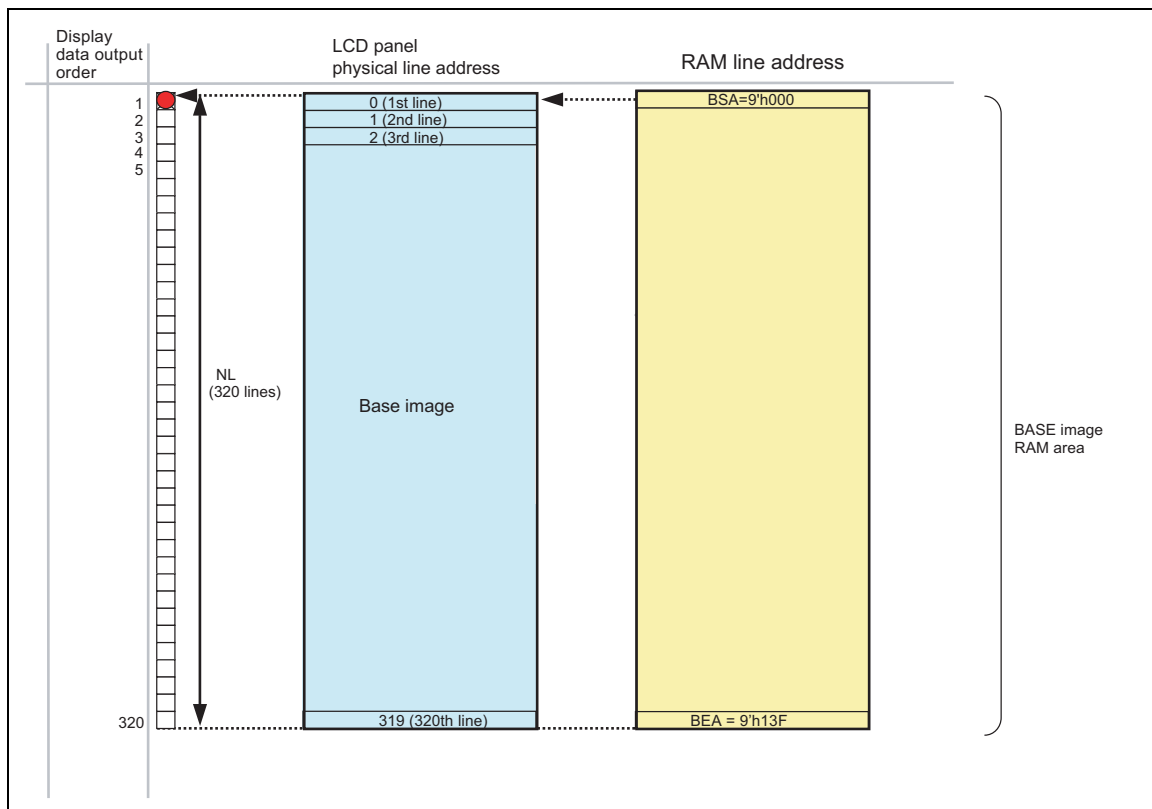 Display
data output
order
LCD panel
physical line address
RAM line address
1
2
3
4
5
320
NL
(320 lines)
0 (1st line)
1 (2nd line)
2 (3rd line)
Base image
319 (320th line)
BSA=9'h000
BEA = 9'h13F
BASE image
RAM area